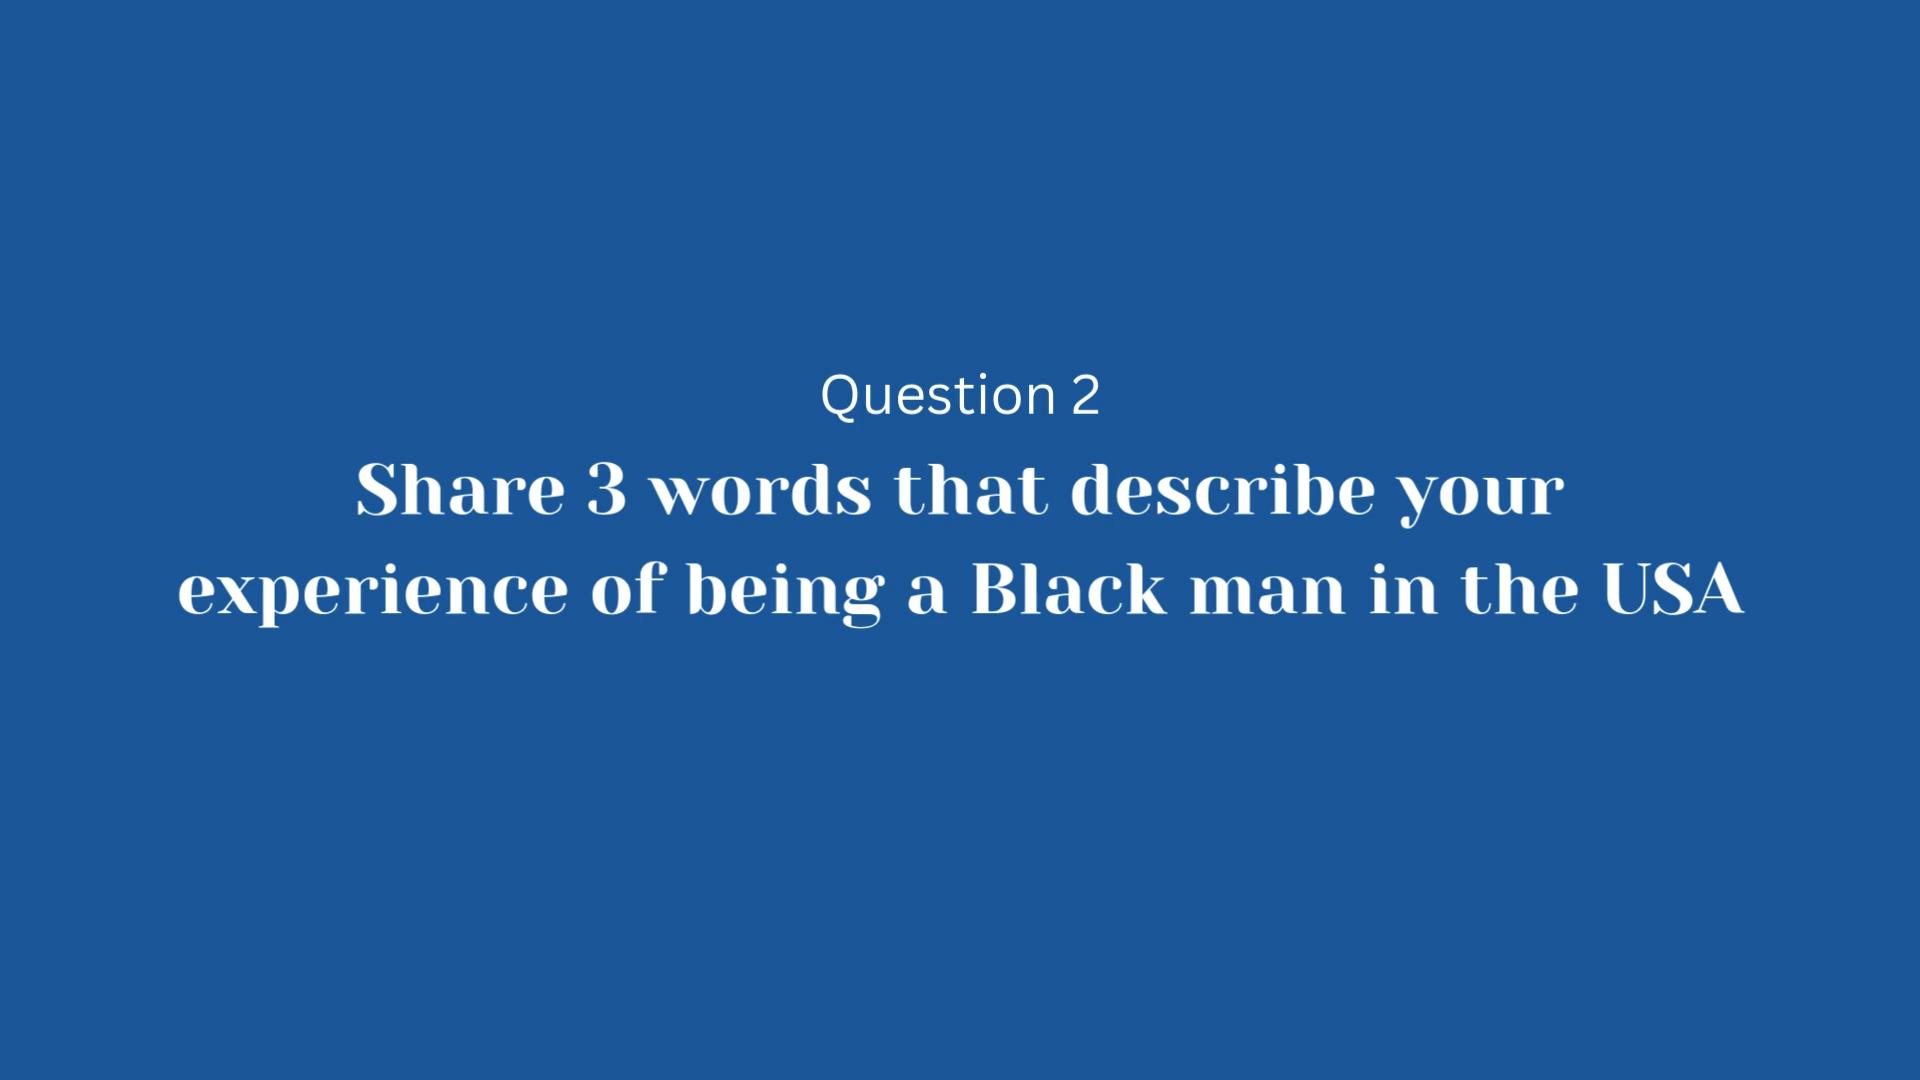 Question 2
Share 3 words that describe your
experience of being a Black man in the USA